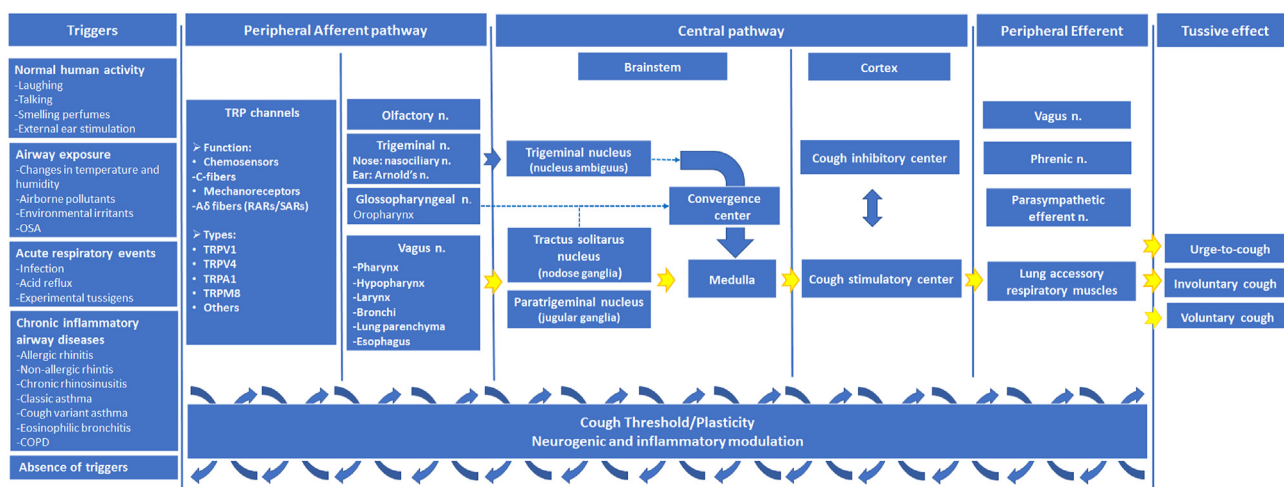 Triggers
Normal human activity
-Laughing
-Talking
-Smelling perfumes
-External ear stimulation
Airway exposure
-Changes in temperature and
humidity
-Airborne pollutants
-Environmental irritants
-OSA
Acute respiratory events
-Infection
-Acid reflux
-Experimental tussigens
Chronic inflammatory
airway diseases
-Allergic rhinitis
-Non-allergic rhintis
-Chronic rhinosinusitis
-Classic asthma
-Cough variant asthma
-Eosinophilic bronchitis
-COPD
Absence of triggers
Peripheral Afferent pathway
TRP channels
➢ Function:
• Chemosensors
-C-fibers
• Mechanoreceptors
-Aδ fibers (RARs/SARs)
➢ Types:
• TRPV1
• TRPV4
• TRPA1
• TRPM8
• Others
Olfactory n.
Trigeminal n.
Nose: nasociliary n.
Ear: Arnold's n.
Glossopharyngeal n.
Oropharynx
Vagus n.
-Pharynx
-Hypopharynx
-Larynx
-Bronchi
-Lung parenchyma
-Esophagus
Central pathway
Brainstem
Trigeminal nucleus
(nucleus ambiguus)
Convergence
center
Tractus solitarus
nucleus
(nodose ganglia)
Paratrigeminal nucleus
(jugular ganglia)
Medulla
Cortex
Cough inhibitory center
Cough stimulatory center
Peripheral Efferent
Vagus n.
Phrenic n.
Parasympathetic
efferent n.
Lung accessory
respiratory muscles
Tussive effect
Urge-to-cough
Involuntary cough
Voluntary cough
Cough Threshold/Plasticity
Neurogenic and inflammatory modulation